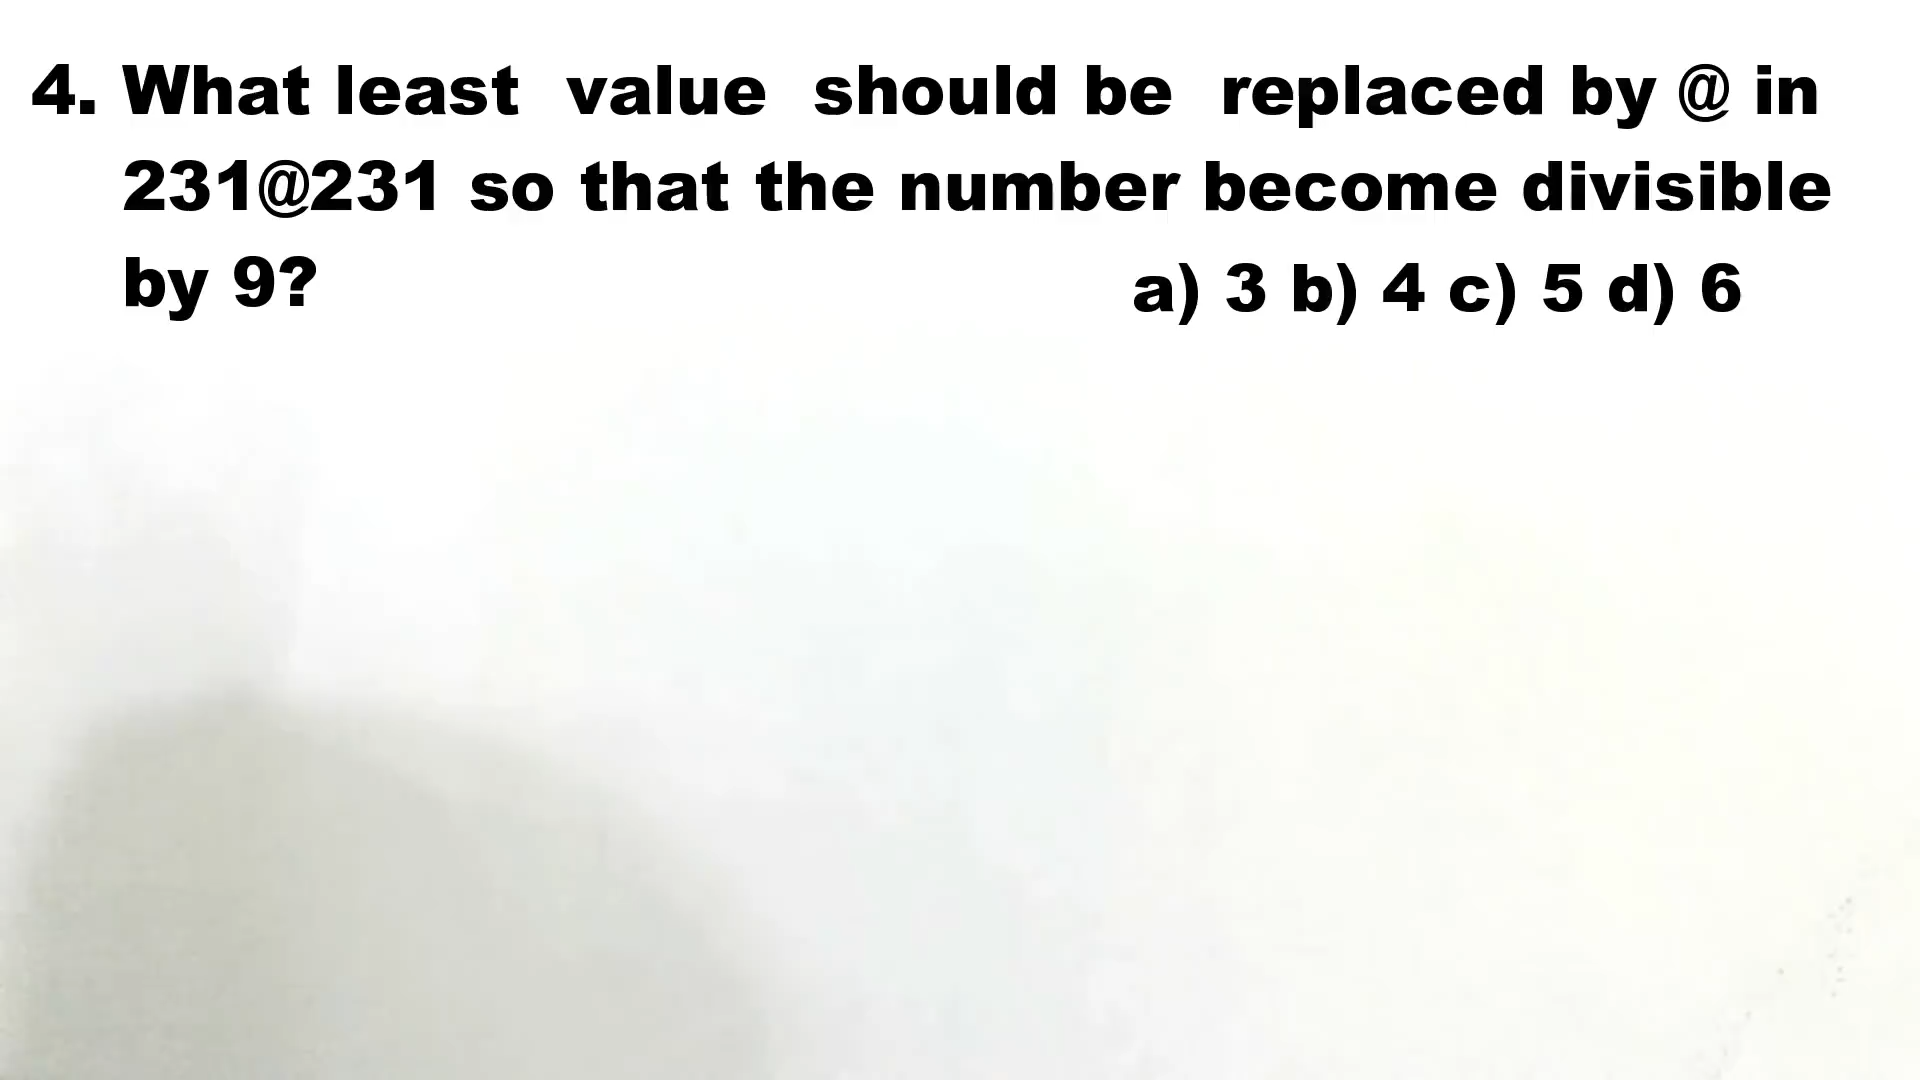 4. What least value should be replaced by @ in
231@231 so that the number become divisible
by 9? a) 3 b) 4 c) 5 d) 6